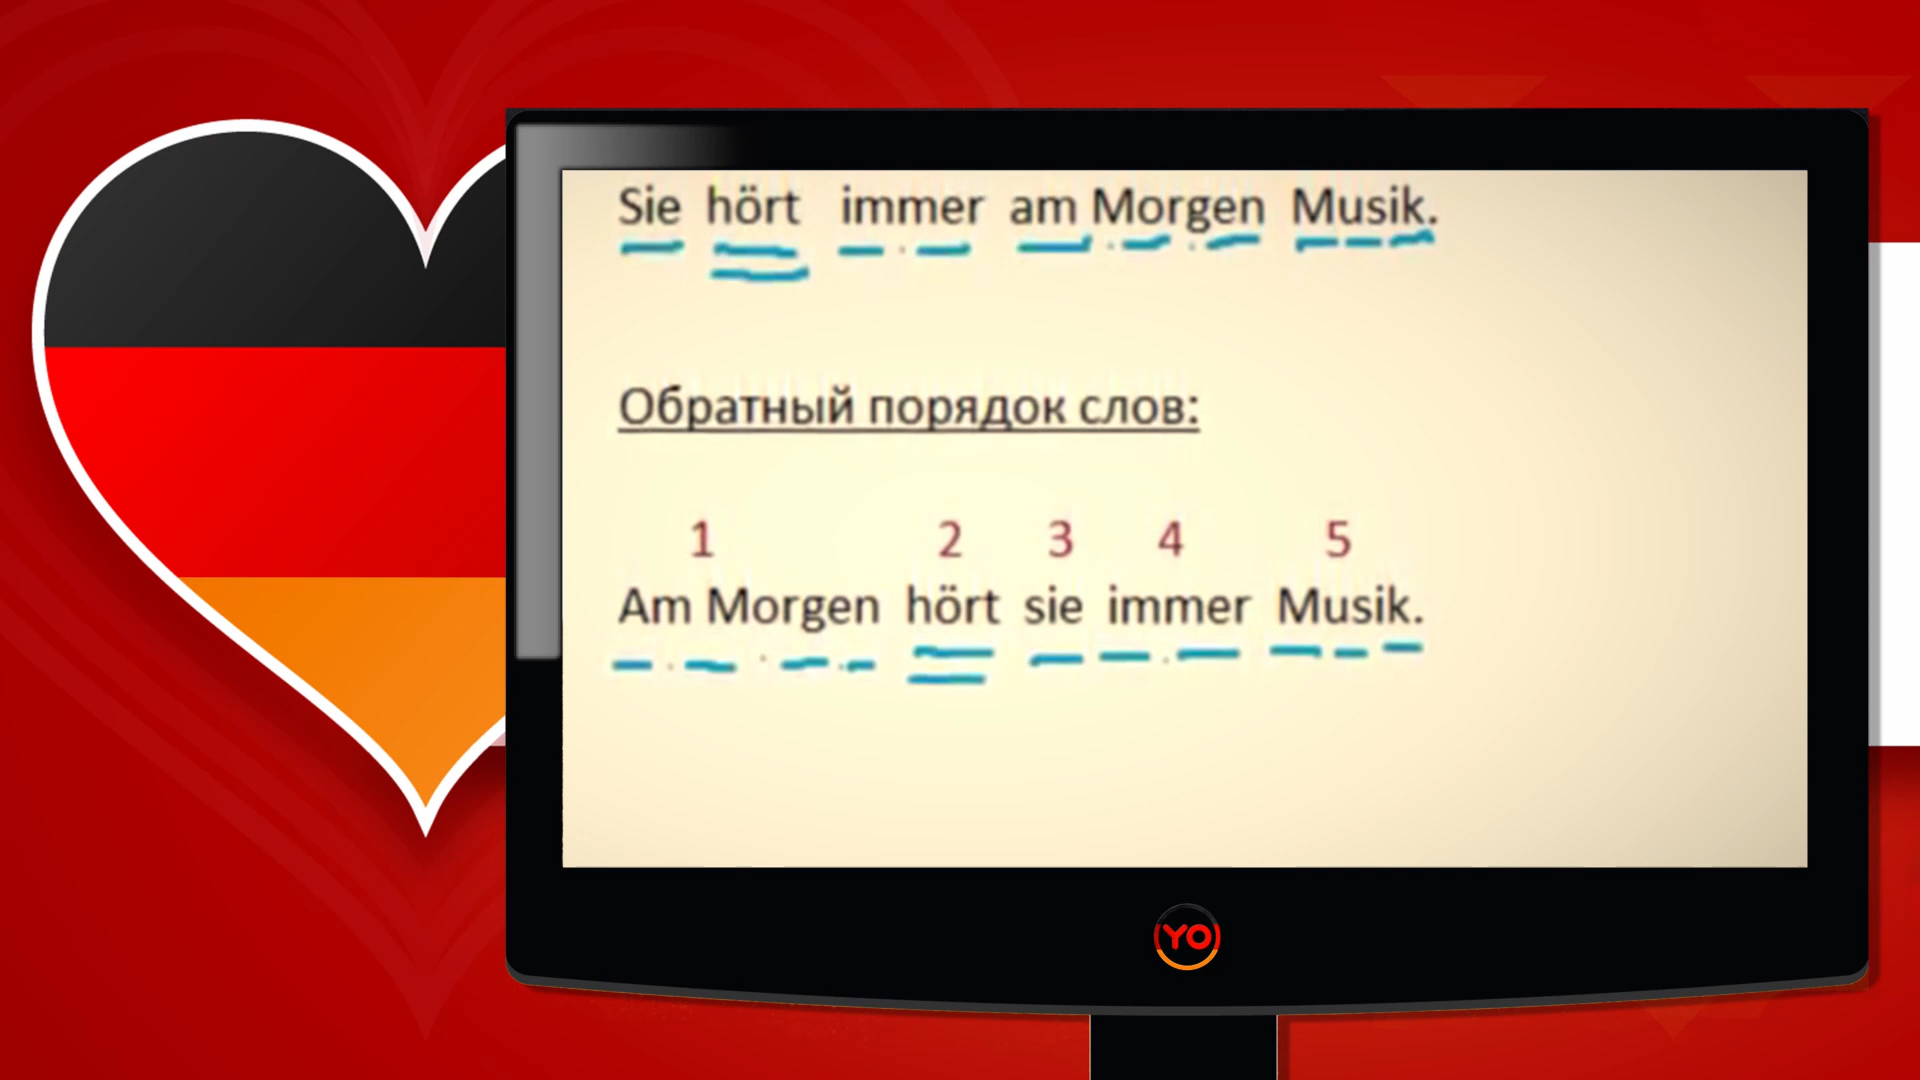 Sie hört immer am Morgen Musik.
Обратный порядок слов:
1 2 3 4 5
Am Morgen hört sie immer Musik.
YO